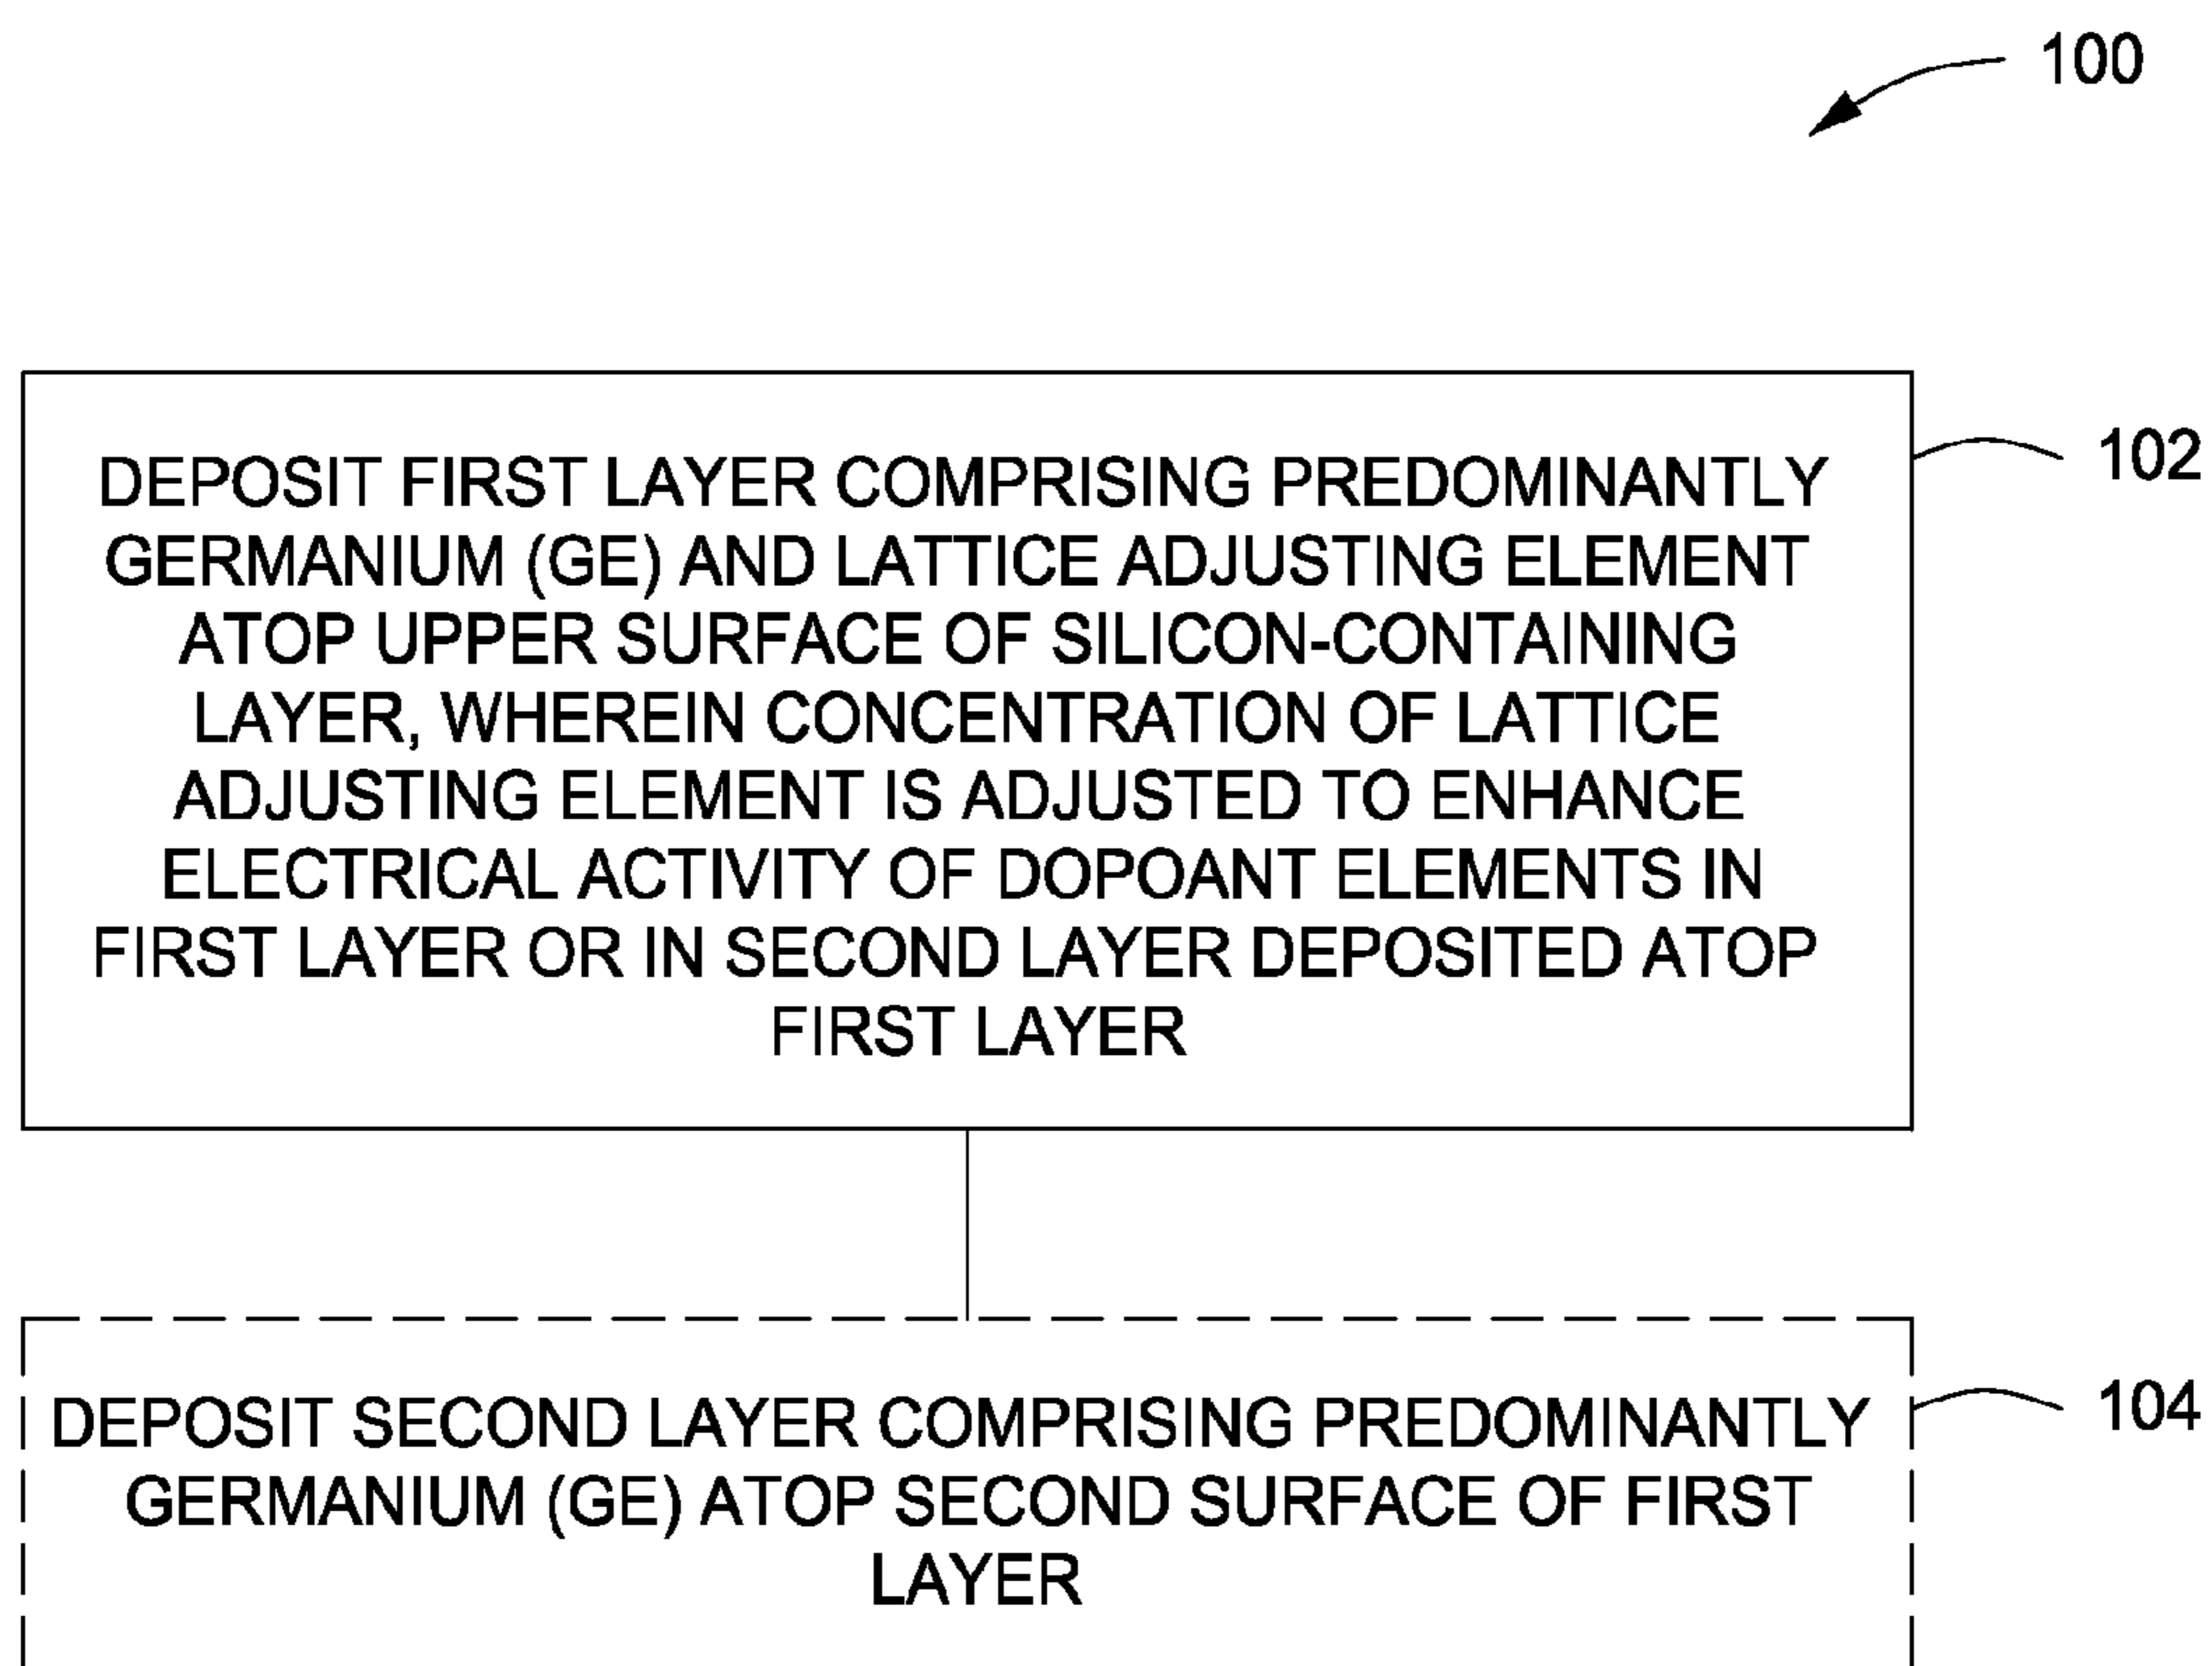 100
DEPOSIT FIRST LAYER COMPRISING PREDOMINANTLY
GERMANIUM (GE) AND LATTICE ADJUSTING ELEMENT
ATOP UPPER SURFACE OF SILICON-CONTAINING
LAYER, WHEREIN CONCENTRATION OF LATTICE
ADJUSTING ELEMENT IS ADJUSTED TO ENHANCE
ELECTRICAL ACTIVITY OF DOPOANT ELEMENTS IN
FIRST LAYER OR IN SECOND LAYER DEPOSITED ATOP
FIRST LAYER
102
DEPOSIT SECOND LAYER COMPRISING PREDOMINANTLY
GERMANIUM (GE) ATOP SECOND SURFACE OF FIRST
LAYER
104